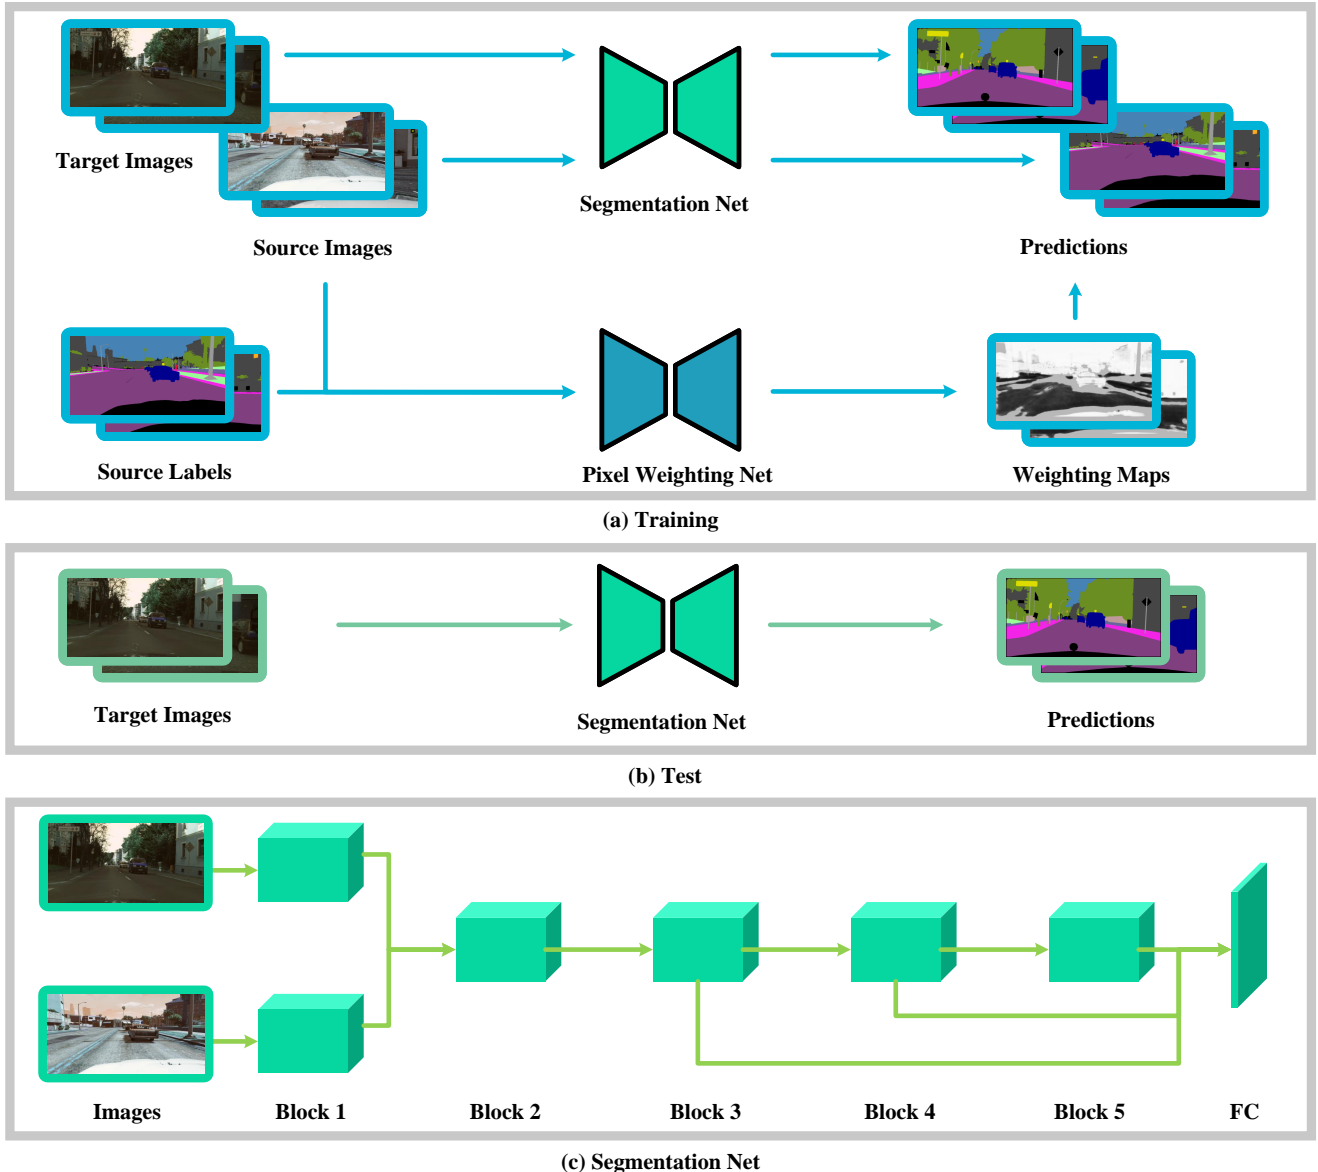 Target Images
Segmentation Net
Source Images
Predictions
Source Labels
Pixel Weighting Net
Weighting Maps
(a) Training
Target Images
Segmentation Net
Predictions
(b) Test
Images
Block 1
Block 2
Block 3
Block 4
Block 5
FC
(c) Segmentation Net